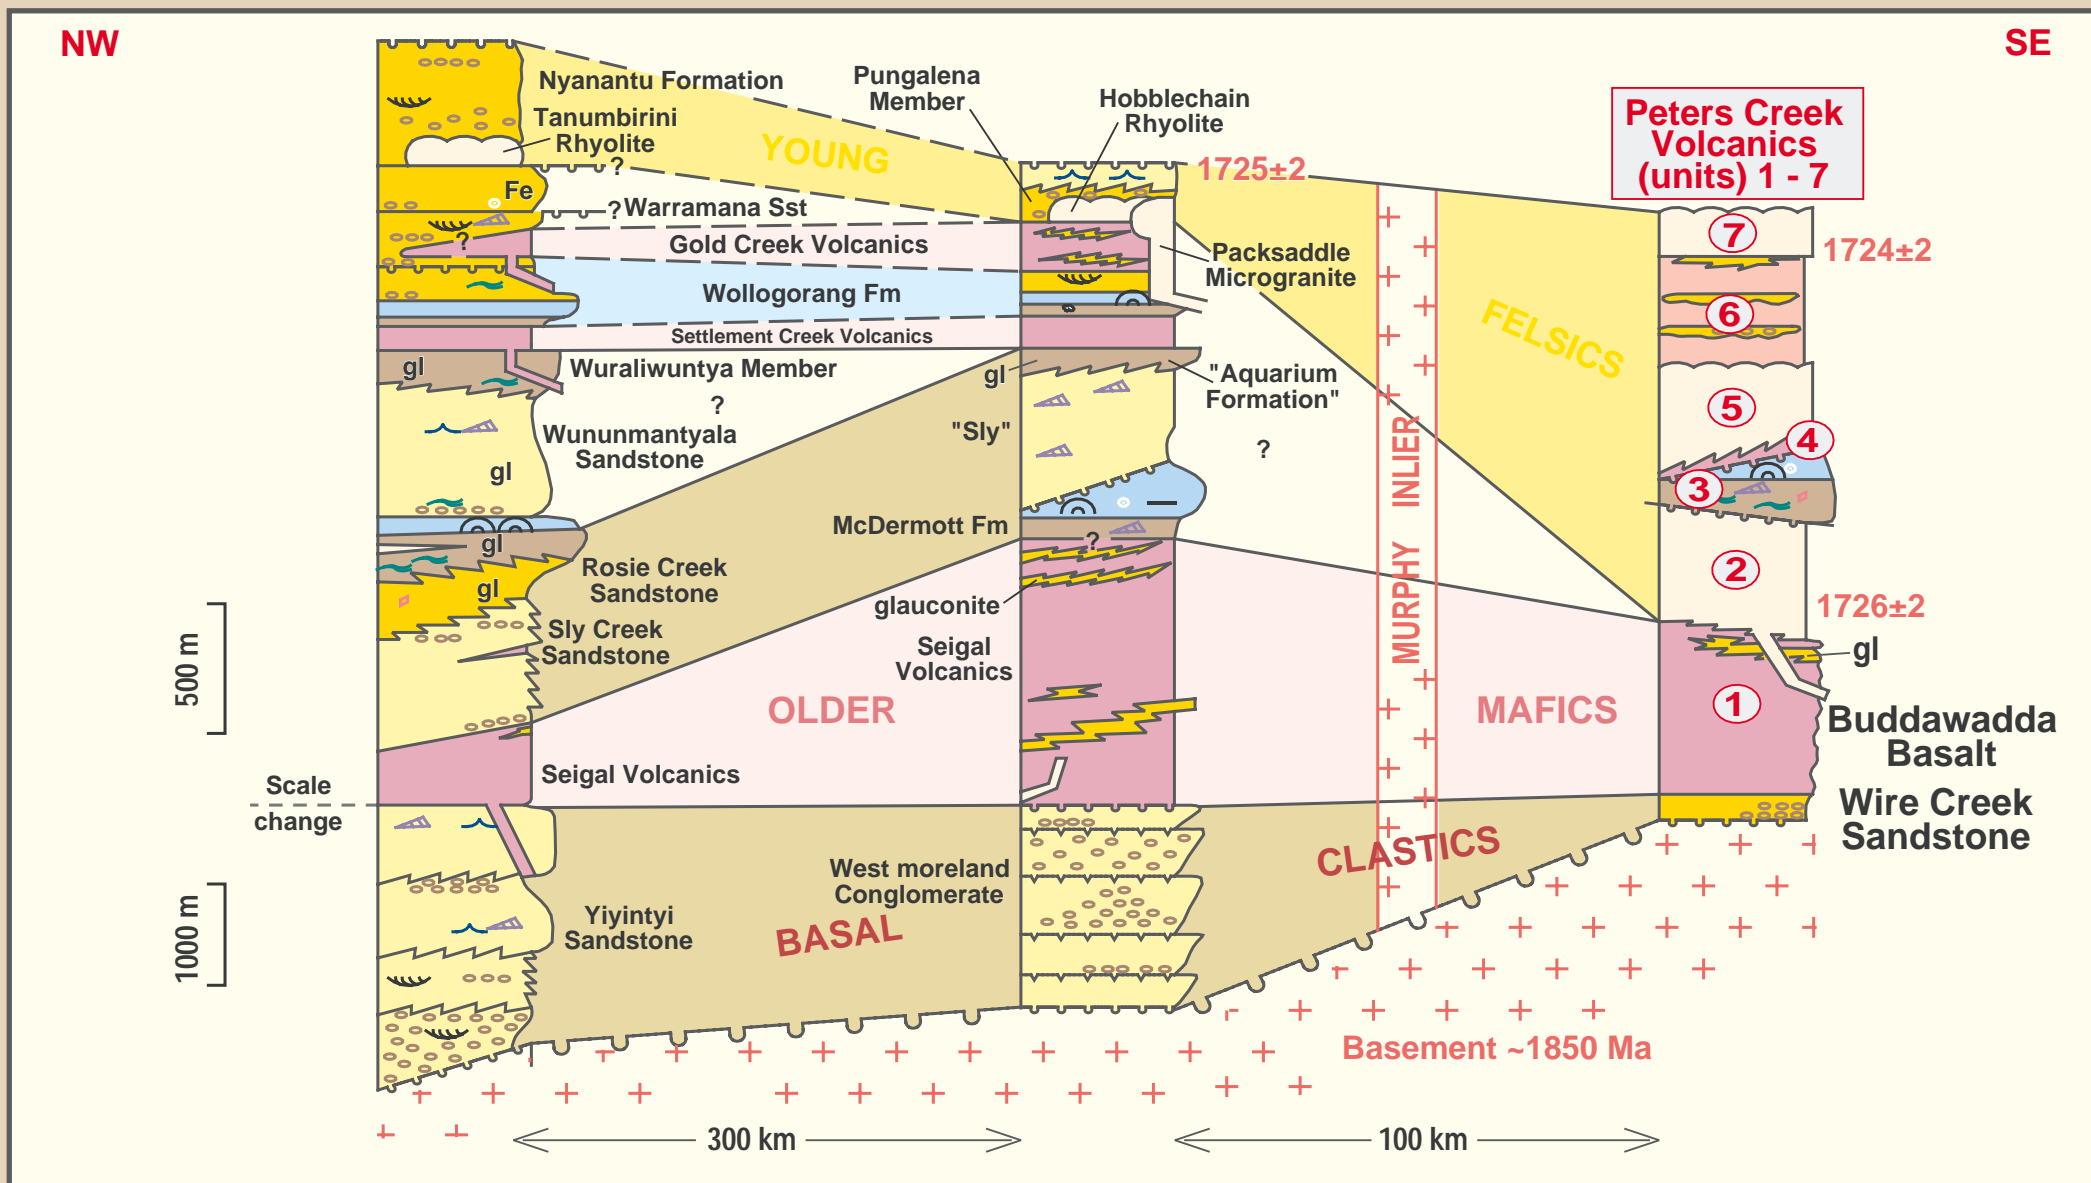 NW
SE
Nyanantu Formation
Tanumbirini
Rhyolite
?
Fe
?
Warramana Sst
YOUNG
Pungalena
Member
Hobblechain
Rhyolite
1725±2
Peters Creek
Volcanics
(units) 1 - 7
7
1724±2
?
Gold Creek Volcanics
Packsaddle
Microgranite
Wollogorang Fm
FELSICS
6
Settlement Creek Volcanics
gl
Wuraliwuntya Member
?
gl
"Aquarium
Formation"
5
Wununmantyala
Sandstone
"Sly"
?
4
gl
3
McDermott Fm
?
gl
Rosie Creek
Sandstone
gl
glauconite
2
1726±2
Sly Creek
Sandstone
Seigal
Volcanics
gl
500 m
MURPHY INLIER
OLDER
MAFICS
1
Buddawadda
Basalt
Seigal Volcanics
Scale
change
Wire Creek
Sandstone
West moreland
Conglomerate
CLASTICS
Yiyintyi
Sandstone
BASAL
1000 m
Basement ~1850 Ma
300 km
100 km